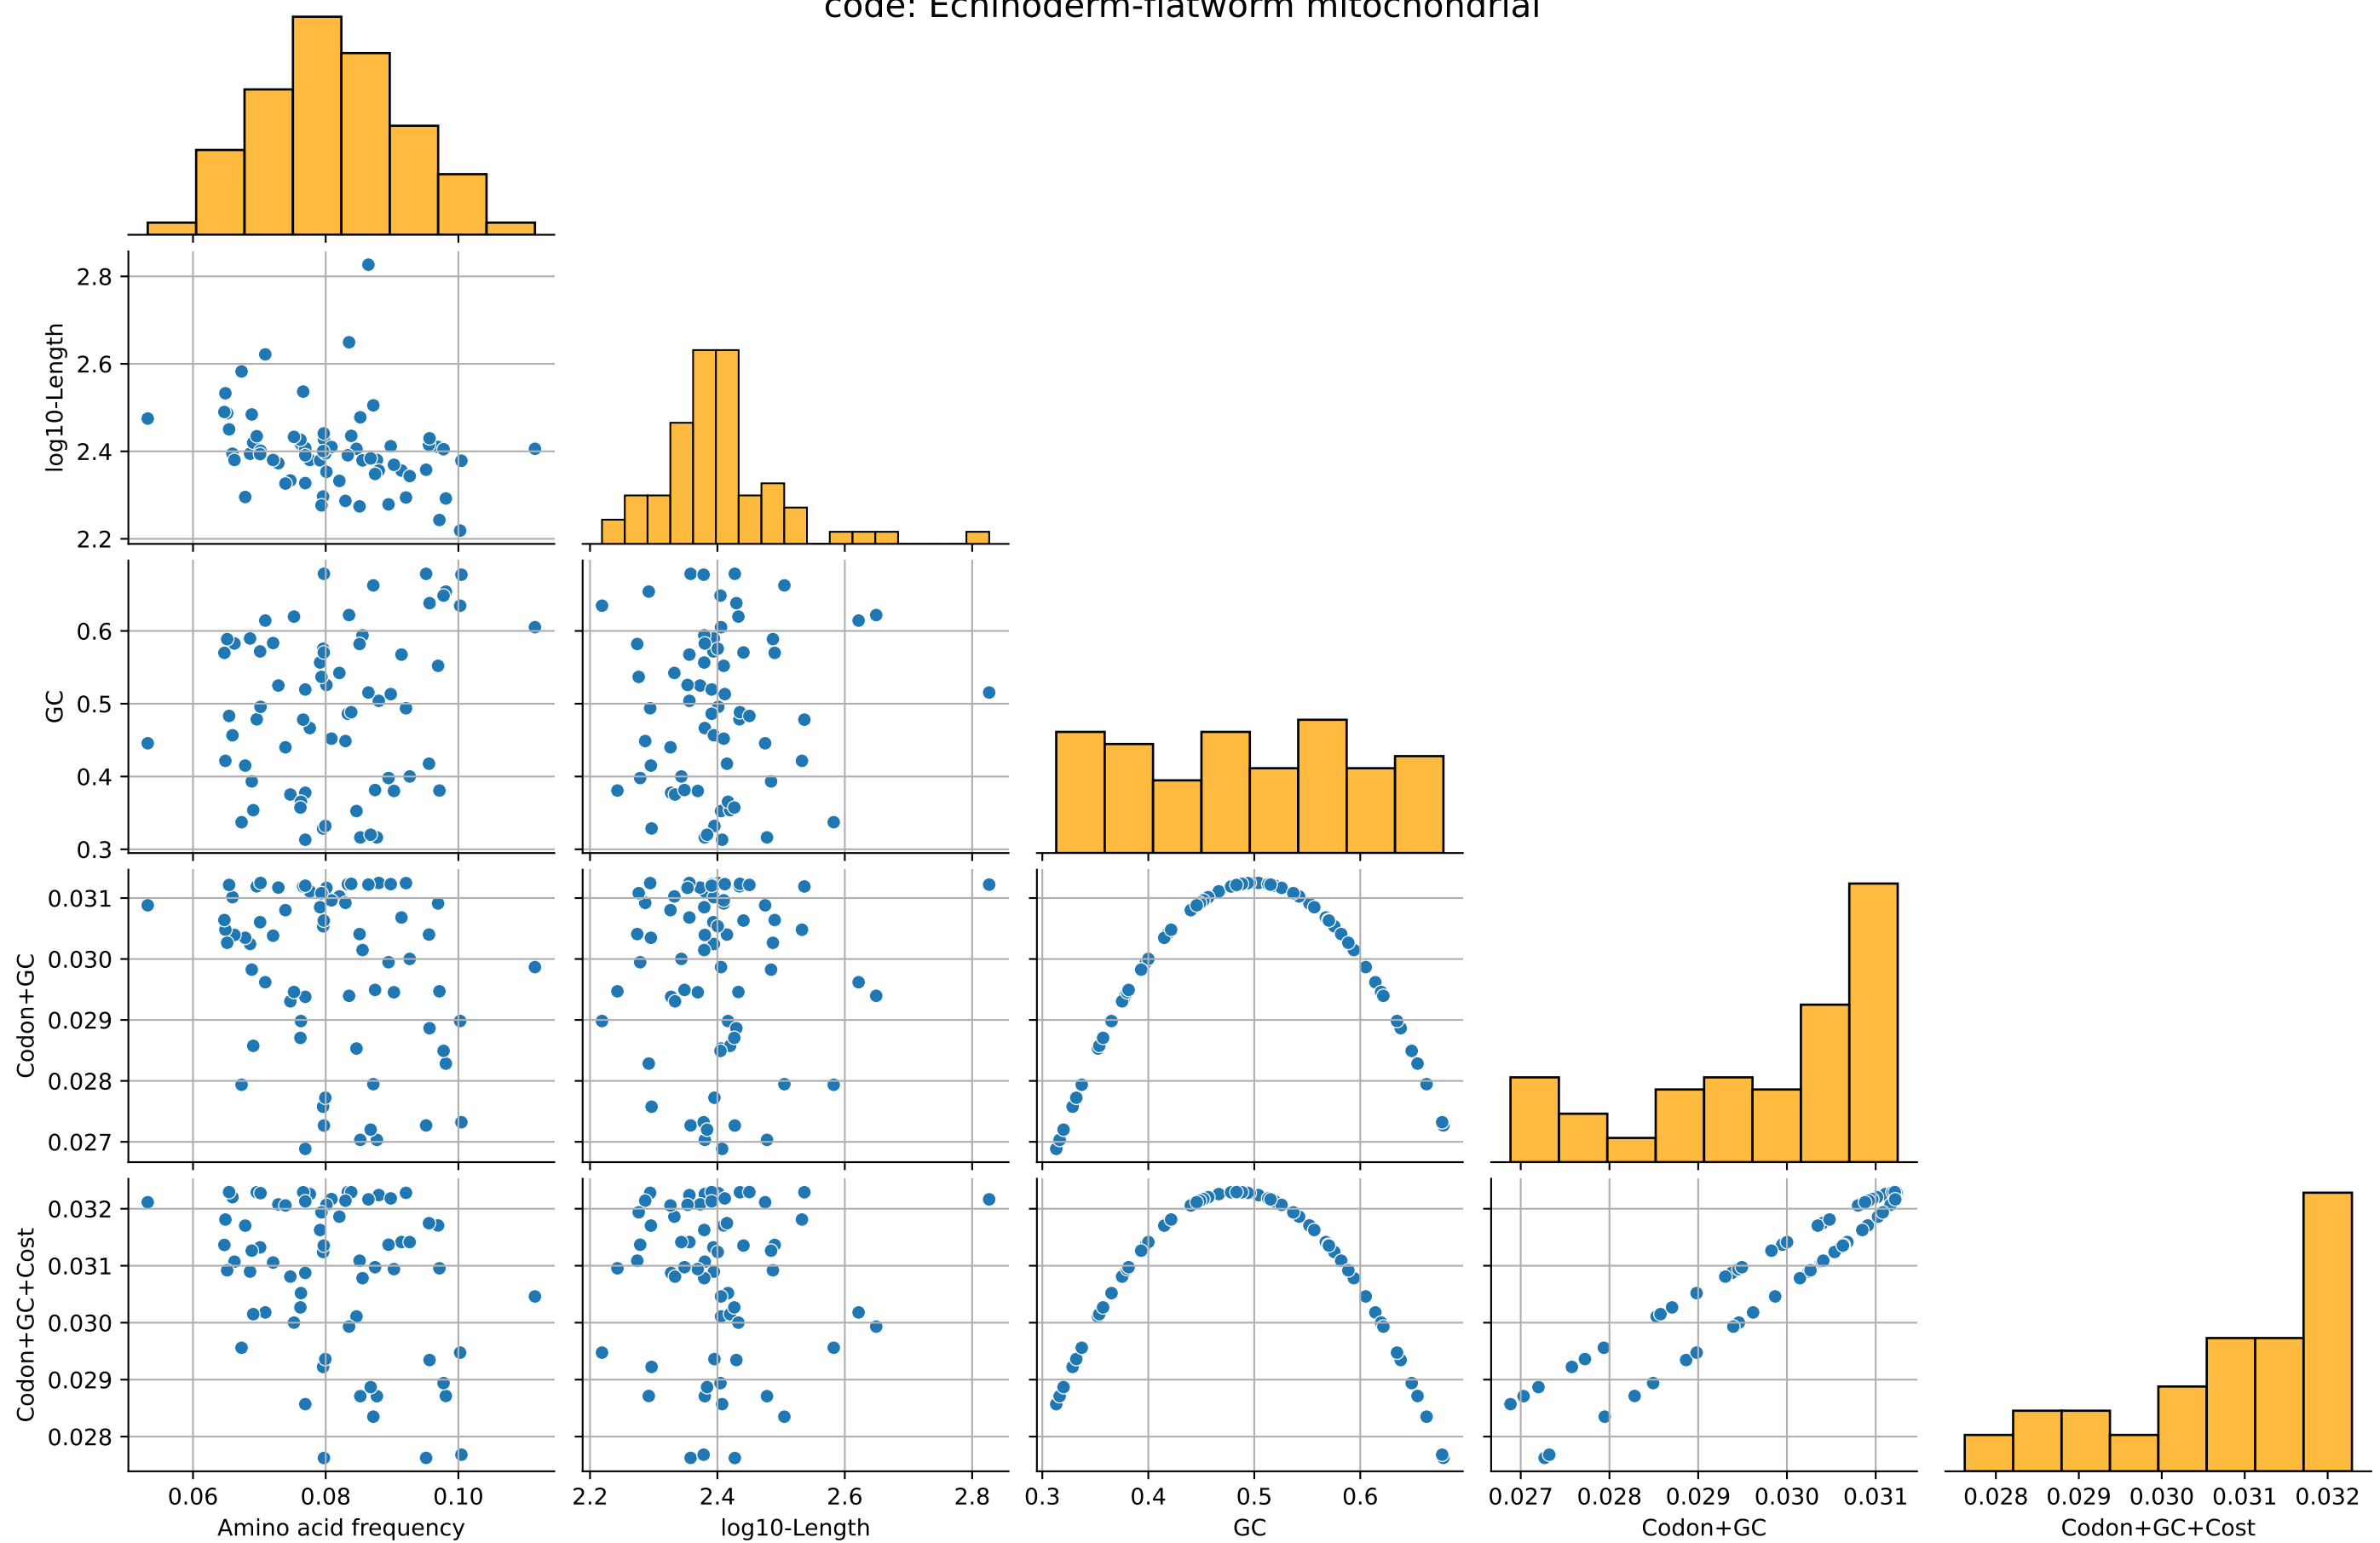 code: Echinoderm-flatworm mitochondrial
2.8
2.6
2.4
2.2
log10-Length
0.6
0.5
0.4
0.3
GC
0.031
0.030
0.029
0.028
0.027
Codon+GC
0.032
0.031
0.030
0.029
0.028
Codon+GC+Cost
0.06 0.08 0.10 2.2 2.4 2.6 2.8 0.3 0.4 0.5 0.6 0.027 0.028 0.029 0.030 0.031 0.028 0.029 0.030 0.031 0.032
Amino acid frequency log10-Length GC Codon+GC Codon+GC+Cost